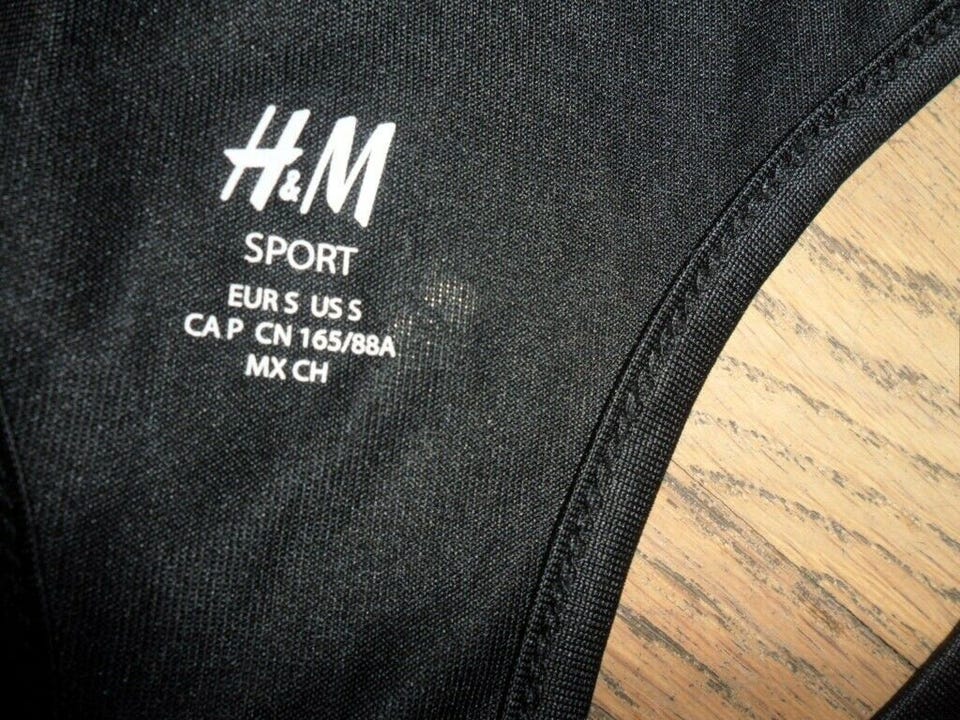 H&M
SPORT
EUR S US S
CA P CN 165/88A
MX CH